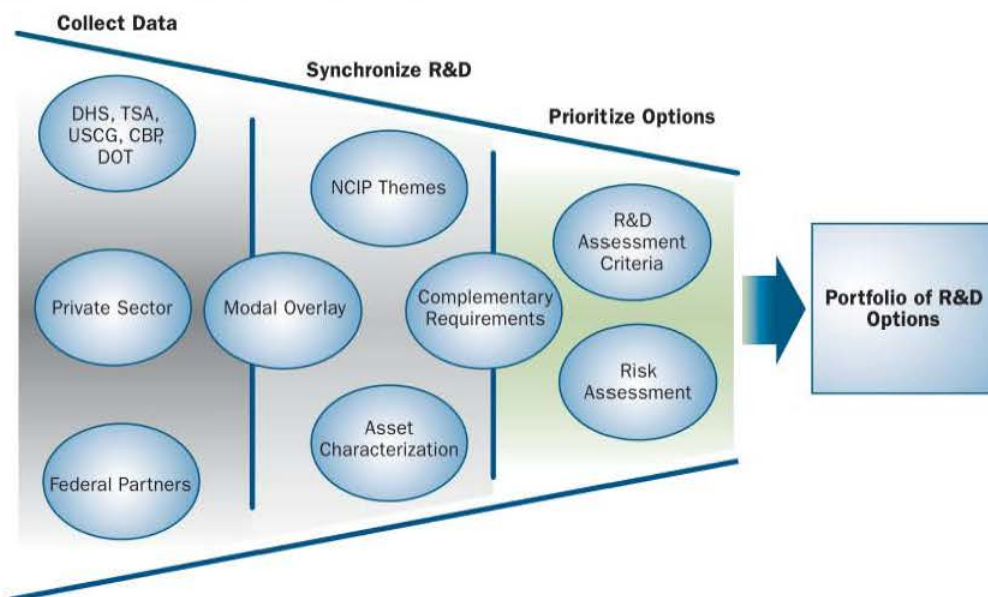 Collect Data
Synchronize R&D
Prioritize Options
DHS, TSA,
USCG, CBP,
DOT
NCIP Themes
R&D
Assessment
Criteria
Private Sector
Modal Overlay
Complementary
Requirements
Portfolio of R&D
Options
Risk
Assessment
Asset
Characterization
Federal Partners